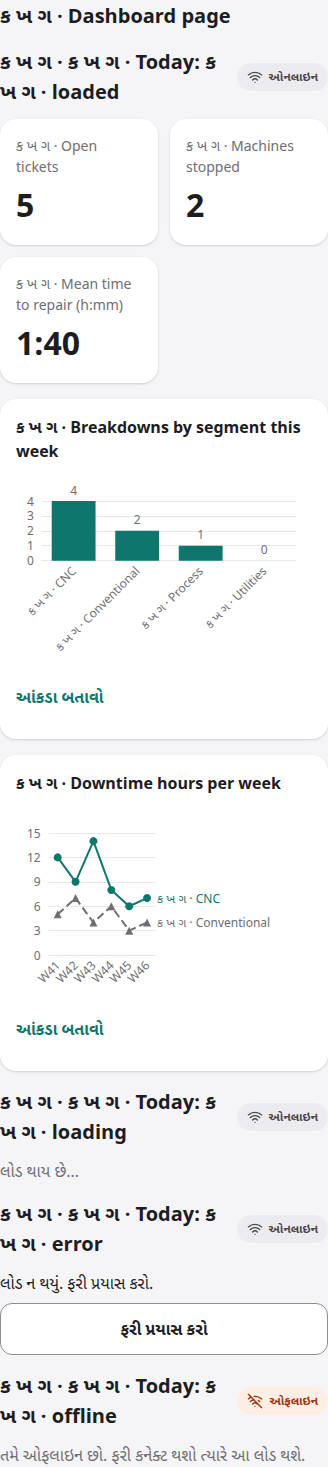 ક ખ ગ · Dashboard page
ક ખ ગ · ક ખ ગ · Today: ક
ખ ગ · loaded
ઓનલાઇન
ક ખ ગ · Open
tickets
5
ક ખ ગ · Machines
stopped
2
ક ખ ગ · Mean time
to repair (h:mm)
1:40
ક ખ ગ · Breakdowns by segment this
week
4
3
2
1
0
4
2
1
0
ક ખ ગ · CNC
ક ખ ગ · Conventional
ક ખ ગ · Process
ક ખ ગ · Utilities
આંકડા બતાવો
ક ખ ગ · Downtime hours per week
15
12
9
6
3
0
ક ખ ગ · CNC
ક ખ ગ · Conventional
W41
W42
W43
W44
W45
W46
આંકડા બતાવો
ક ખ ગ · ક ખ ગ · Today: ક
ખ ગ · loading
ઓનલાઇન
લોડ થાય છે...
ક ખ ગ · ક ખ ગ · Today: ક
ખ ગ · error
ઓનલાઇન
લોડ ન થયું. ફરી પ્રયાસ કરો.
ફરી પ્રયાસ કરો
ક ખ ગ · ક ખ ગ · Today: ક
ખ ગ · offline
ઓફલાઇન
તમે ઓફલાઇન છો. ફરી કનેક્ટ થશો ત્યારે આ લોડ થશે.